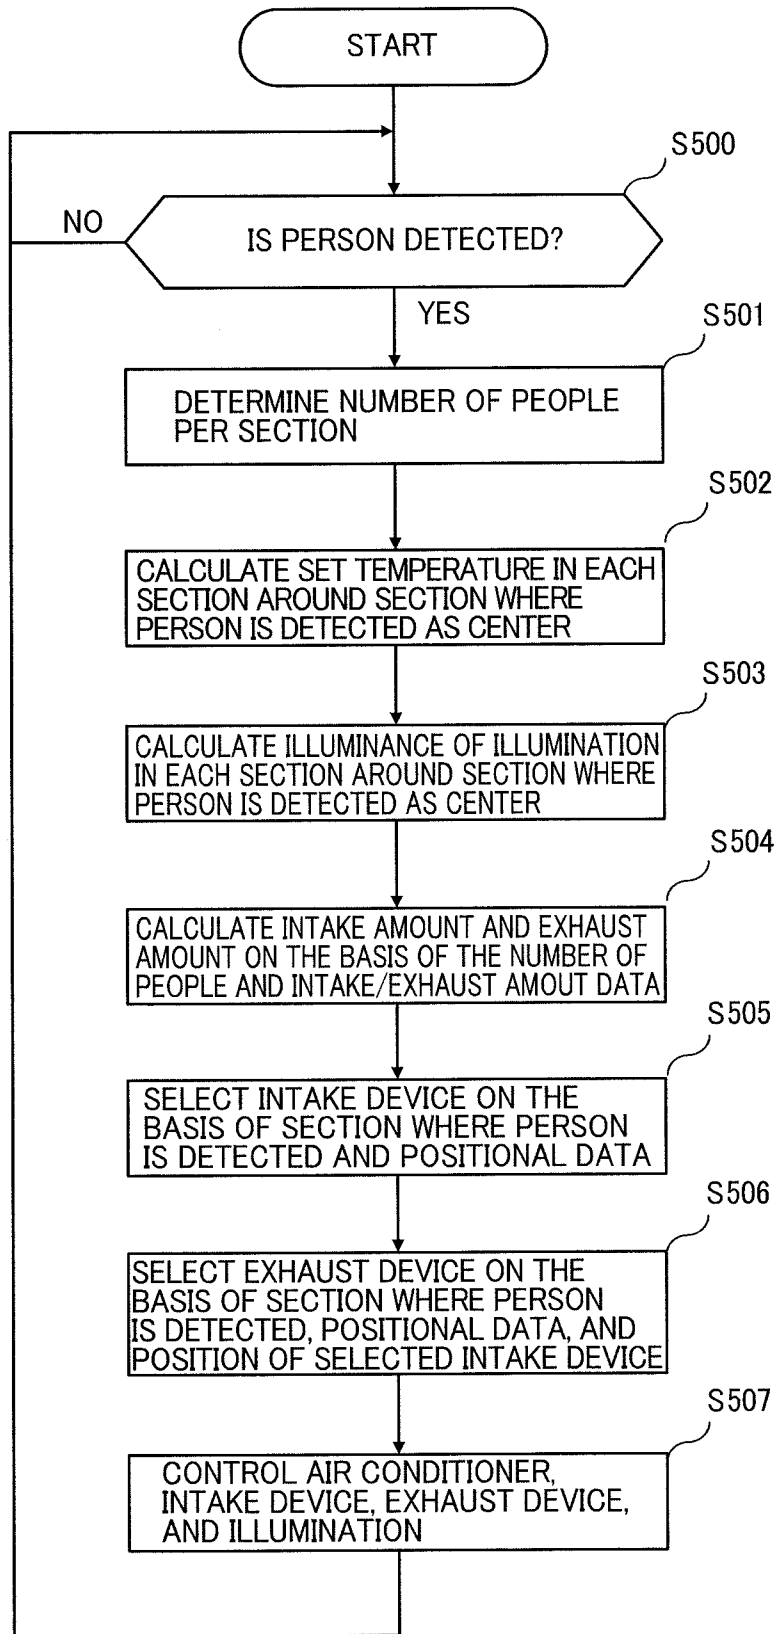 START
S500
NO
IS PERSON DETECTED?
YES
S501
DETERMINE NUMBER OF PEOPLE
PER SECTION
S502
CALCULATE SET TEMPERATURE IN EACH
SECTION AROUND SECTION WHERE
PERSON IS DETECTED AS CENTER
S503
CALCULATE ILLUMINANCE OF ILLUMINATION
IN EACH SECTION AROUND SECTION WHERE
PERSON IS DETECTED AS CENTER
S504
CALCULATE INTAKE AMOUNT AND EXHAUST
AMOUNT ON THE BASIS OF THE NUMBER OF
PEOPLE AND INTAKE/EXHAUST AMOUT DATA
S505
SELECT INTAKE DEVICE ON THE
BASIS OF SECTION WHERE PERSON
IS DETECTED AND POSITIONAL DATA
S506
SELECT EXHAUST DEVICE ON THE
BASIS OF SECTION WHERE PERSON
IS DETECTED, POSITIONAL DATA, AND
POSITION OF SELECTED INTAKE DEVICE
S507
CONTROL AIR CONDITIONER,
INTAKE DEVICE, EXHAUST DEVICE,
AND ILLUMINATION